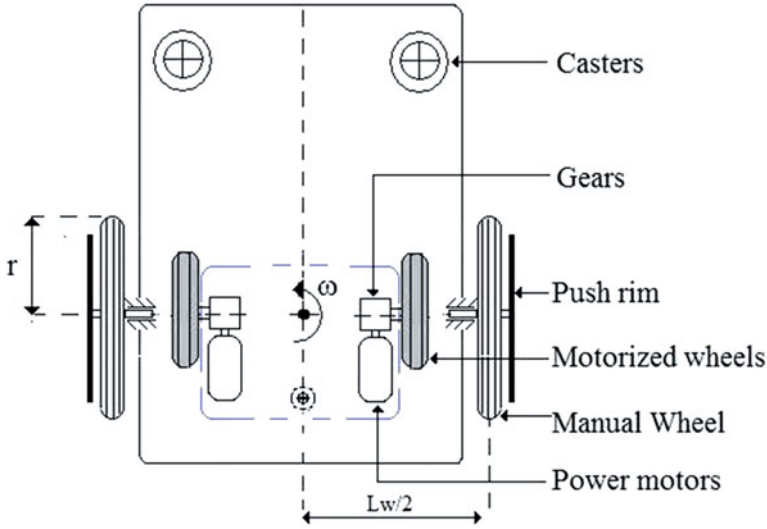 Casters
Gears
r
ω
Push rim
Motorized wheels
Manual Wheel
Power motors
Lw/2